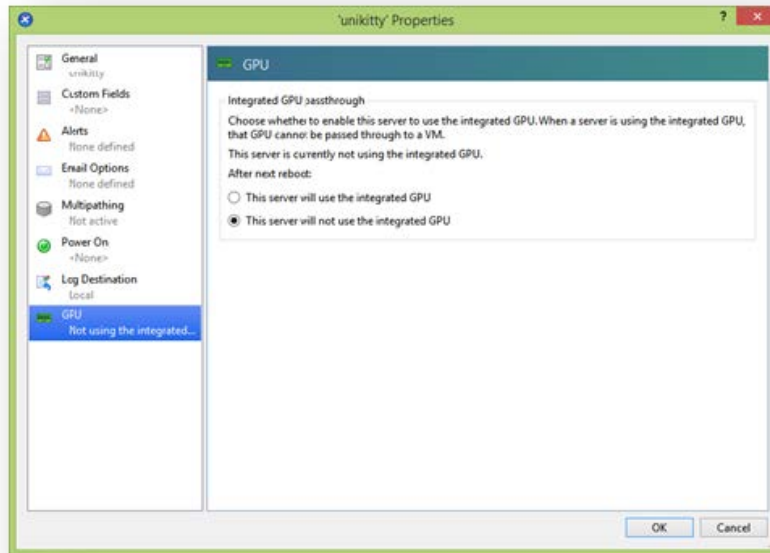 'unikitty' Properties
?
General
unikitty
Custom Fields
<None>
Alerts
None defined
Email Options
None defined
Multipathing
Not active
Power On
<None>
Log Destination
Local
GPU
Not using the integrated...
GPU
Integrated GPU passthrough
Choose whether to enable this server to use the integrated GPU. When a server is using the integrated GPU,
that GPU cannot be passed through to a VM.
This server is currently not using the integrated GPU.
After next reboot:
This server will use the integrated GPU
This server will not use the integrated GPU
OK
Cancel